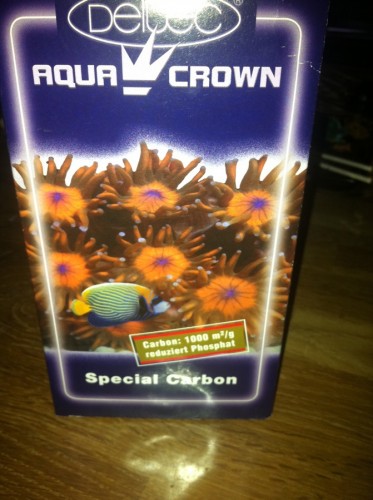 AQUA CROWN
Carbon: 1000 m²/g
reduziert Phosphat
Special Carbon